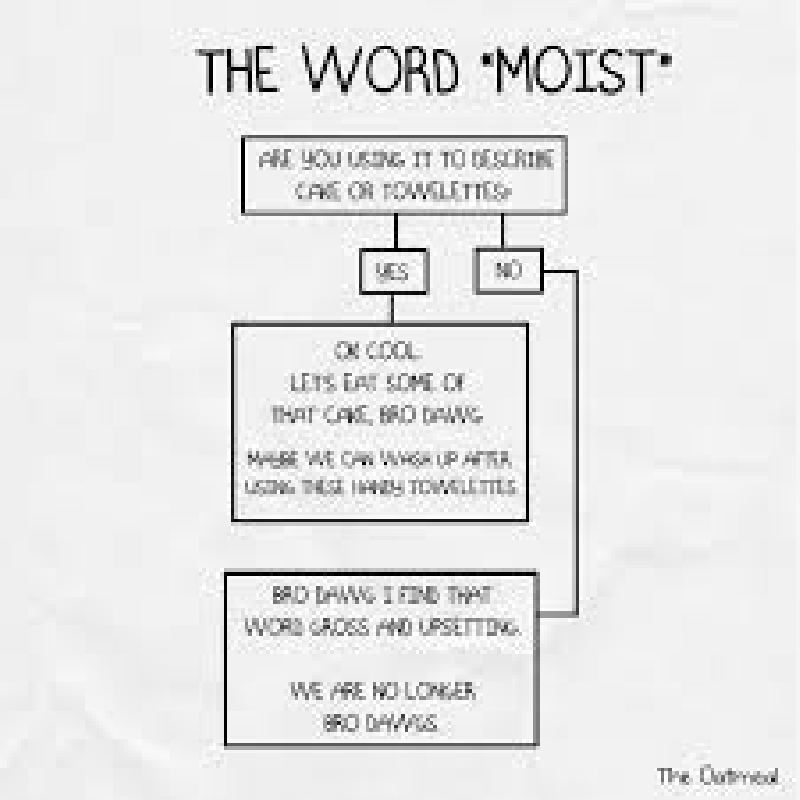 THE WORD "MOIST"
ARE YOU USING IT TO DESCRIBE
CAKE OR TOWELETTES?
YES
NO
OK COOL.
LET'S EAT SOME OF
THAT CAKE, BRO DAWG.
MAYBE WE CAN WASH UP AFTER
USING THESE HANDY TOWELETTES.
BRO DAWG I FIND THAT
WORD GROSS AND UPSETTING.
WE ARE NO LONGER
BRO DAWGS.
The Oatmeal